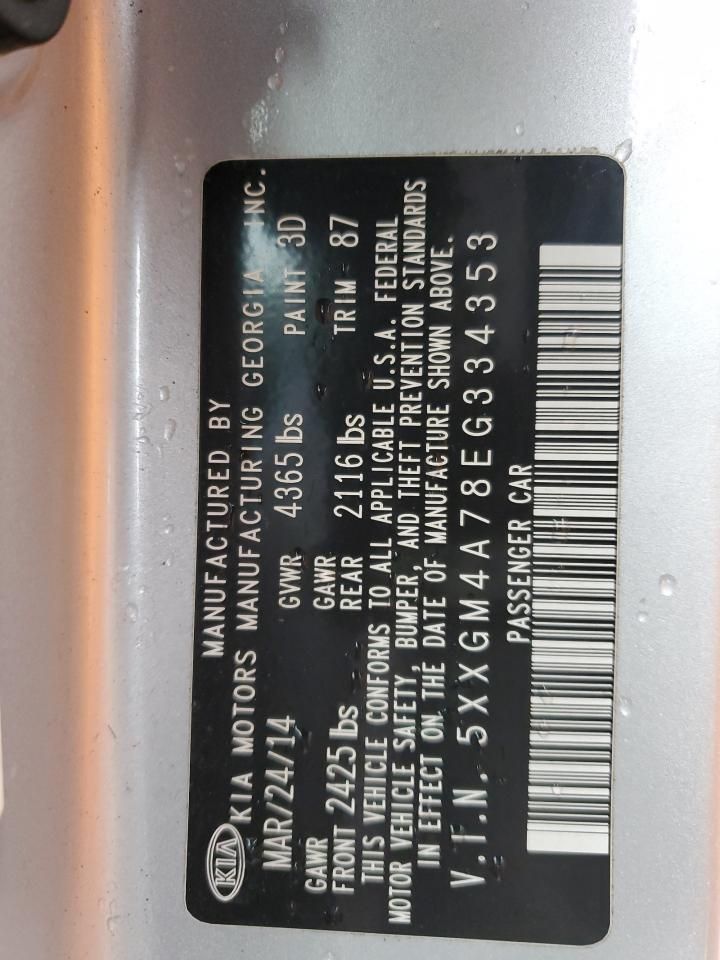 MANUFACTURED BY
KIA KIA MOTORS MANUFACTURING GEORGIA INC.
MAR/24/14 GVWR 4365 lbs PAINT 3D
GAWR FRONT 2425 lbs GAWR REAR 2116 lbs TRIM 87
THIS VEHICLE CONFORMS TO ALL APPLICABLE U.S.A. FEDERAL
MOTOR VEHICLE SAFETY, BUMPER, AND THEFT PREVENTION STANDARDS
IN EFFECT ON THE DATE OF MANUFACTURE SHOWN ABOVE.
V.I.N. 5XXGM4A78EG334353
PASSENGER CAR